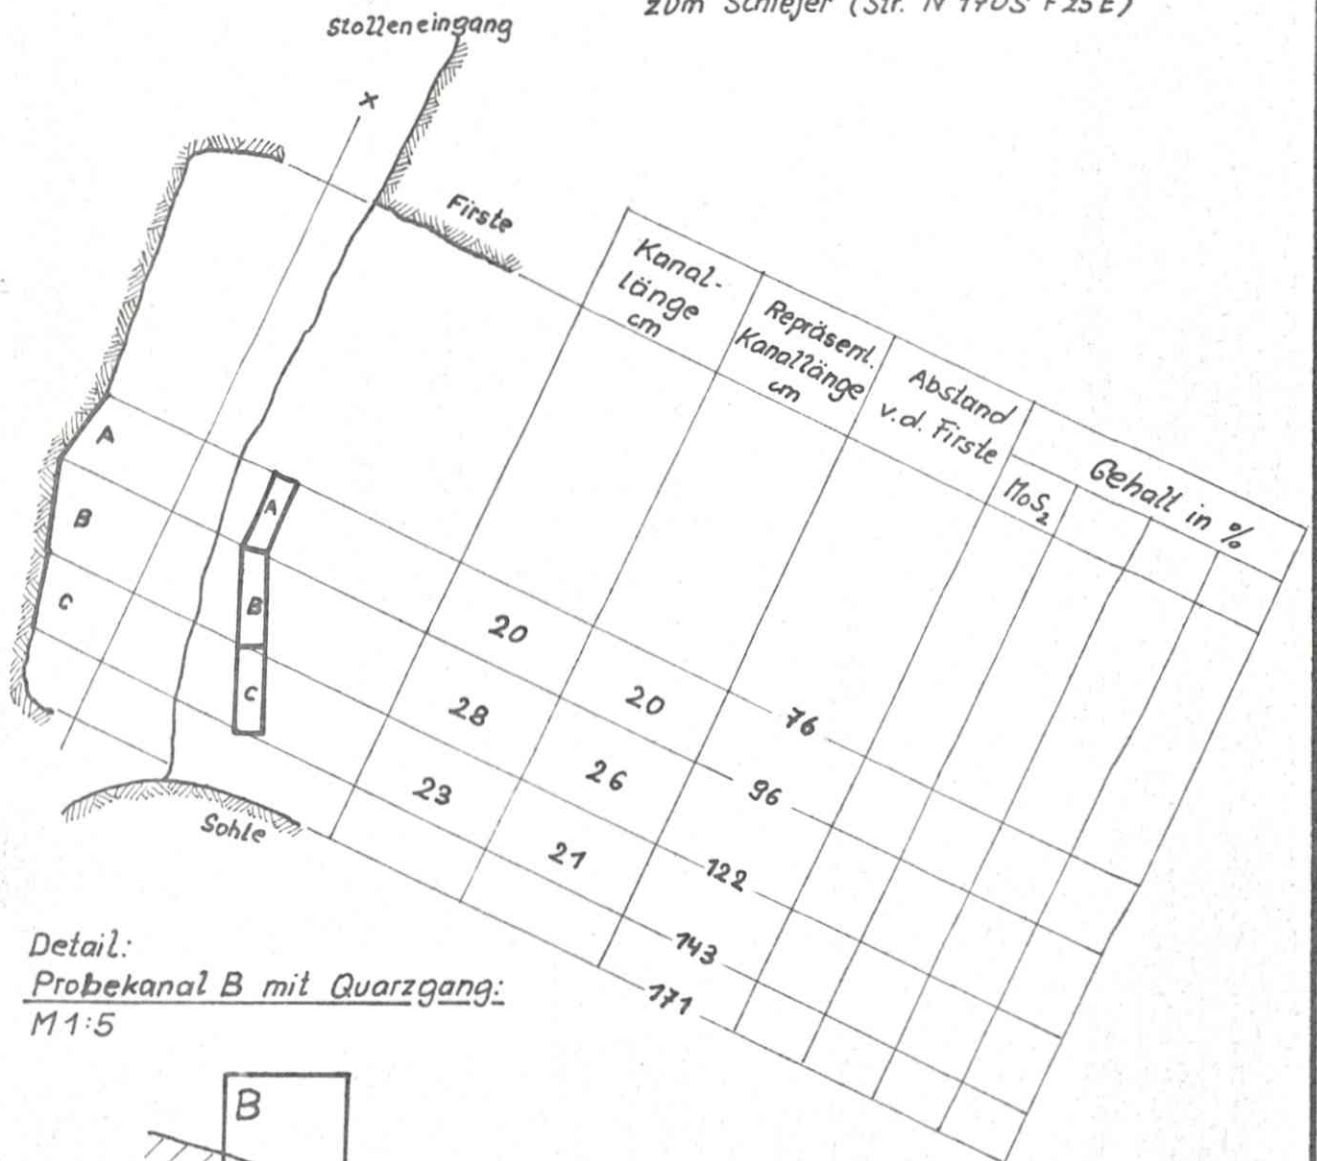 zum Schiefer (Str. N 170S F 25E)
Stolleneingang
x
Firste
Kanal-
länge
cm
Repräsent.
Kanallänge
cm
Abstand
v.d. Firste
Gehalt in %
MoS2
A
B
C
A
B
C
20
20
76
28
26
96
23
21
122
143
171
Sohle
Detail:
Probekanal B mit Quarzgang:
M 1:5
B